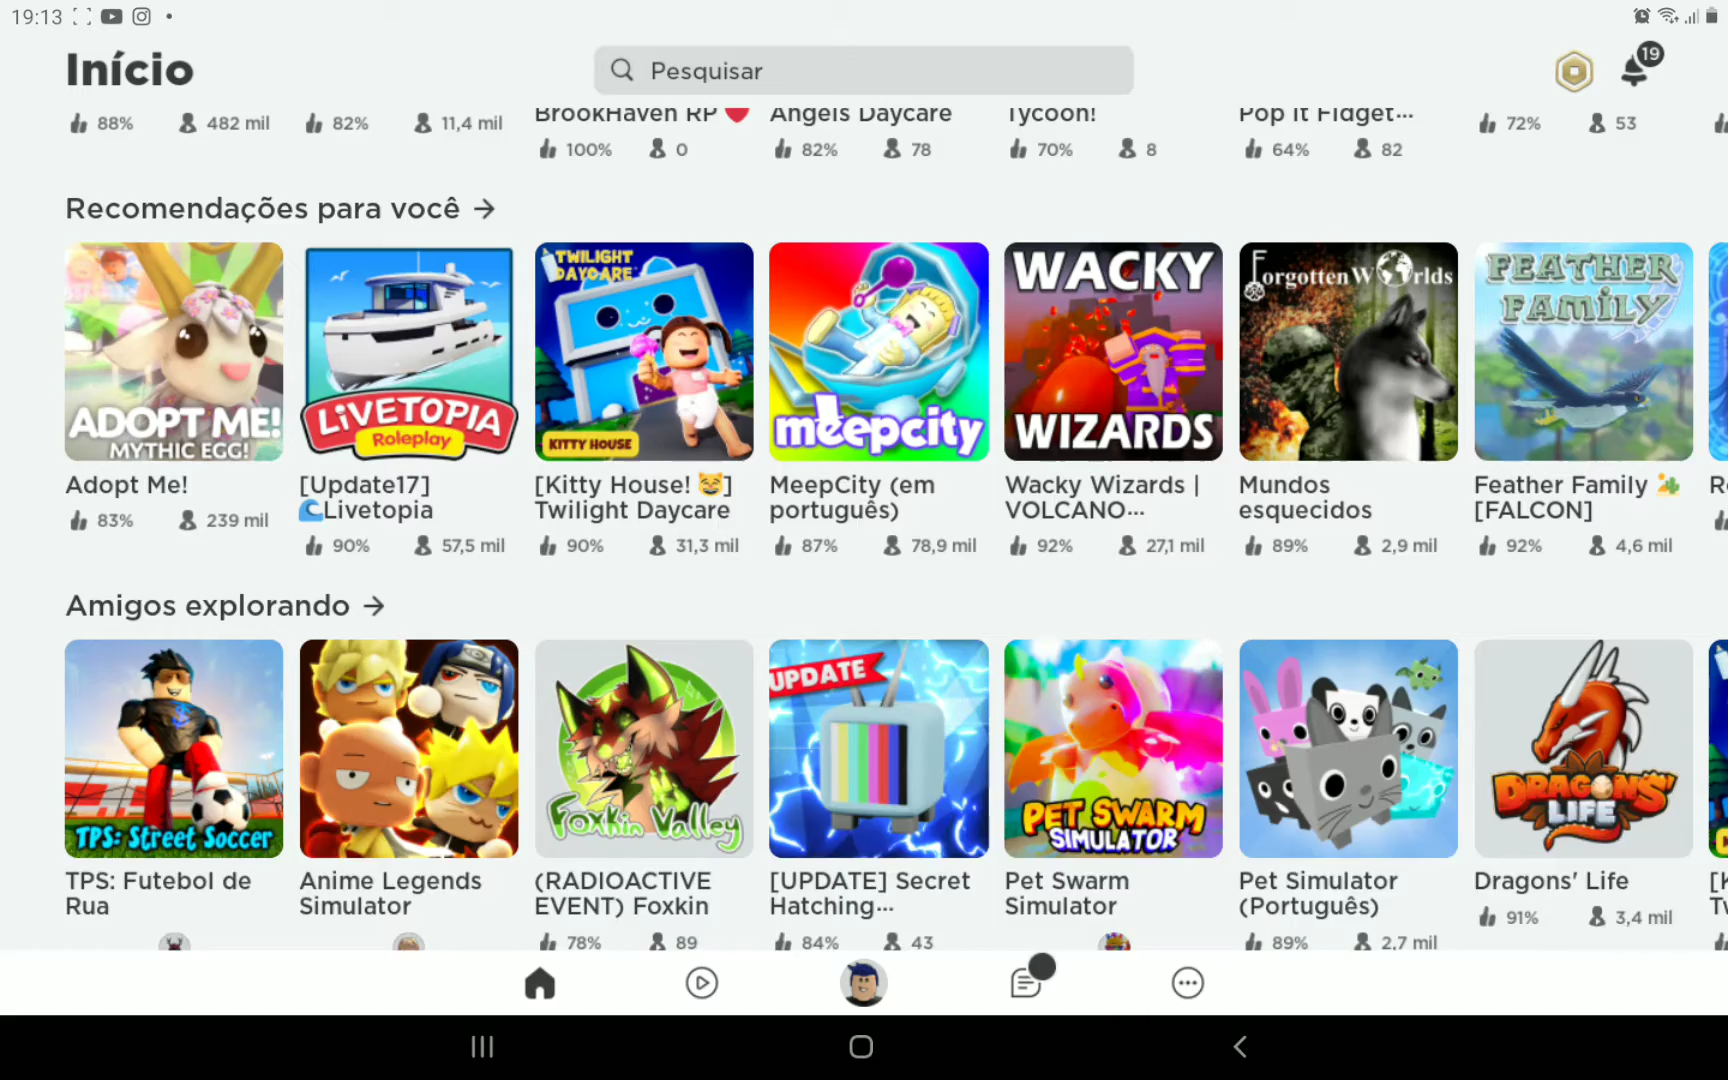 19:13
Início
Pesquisar
19
88% 482 mil
82% 11,4 mil
BrookHaven RP ❤
100% 0
Angels Daycare
82% 78
Tycoon!
70% 8
Pop It Fidget...
64% 82
72% 53
Recomendações para você →
ADOPT ME!
MYTHIC EGG!
LIVETOPIA
Roleplay
TWILIGHT
DAYCARE
KITTY HOUSE
meepcity
WACKY
WIZARDS
Forgotten Worlds
FEATHER
FAMILY
Adopt Me!
83% 239 mil
[Update17]
🌊Livetopia
90% 57,5 mil
[Kitty House! 😸]
Twilight Daycare
90% 31,3 mil
MeepCity (em
português)
87% 78,9 mil
Wacky Wizards |
VOLCANO...
92% 27,1 mil
Mundos
esquecidos
89% 2,9 mil
Feather Family 🏜
[FALCON]
92% 4,6 mil
Amigos explorando →
TPS: Street Soccer
Foxkin Valley
UPDATE
PET SWARM
SIMULATOR
DRAGONS'
LIFE
TPS: Futebol de
Rua
Anime Legends
Simulator
(RADIOACTIVE
EVENT) Foxkin
78% 89
[UPDATE] Secret
Hatching...
84% 43
Pet Swarm
Simulator
Pet Simulator
(Português)
89% 2,7 mil
Dragons' Life
91% 3,4 mil